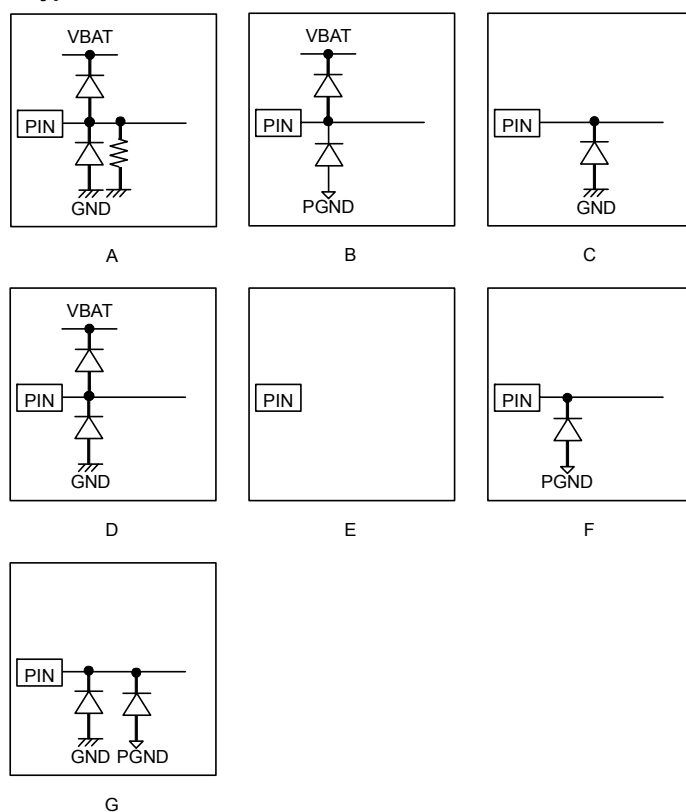 VBAT
PIN
GND
A
VBAT
PIN
PGND
B
PIN
GND
C
VBAT
PIN
GND
D
PIN
E
PIN
PGND
F
PIN
GND PGND
G